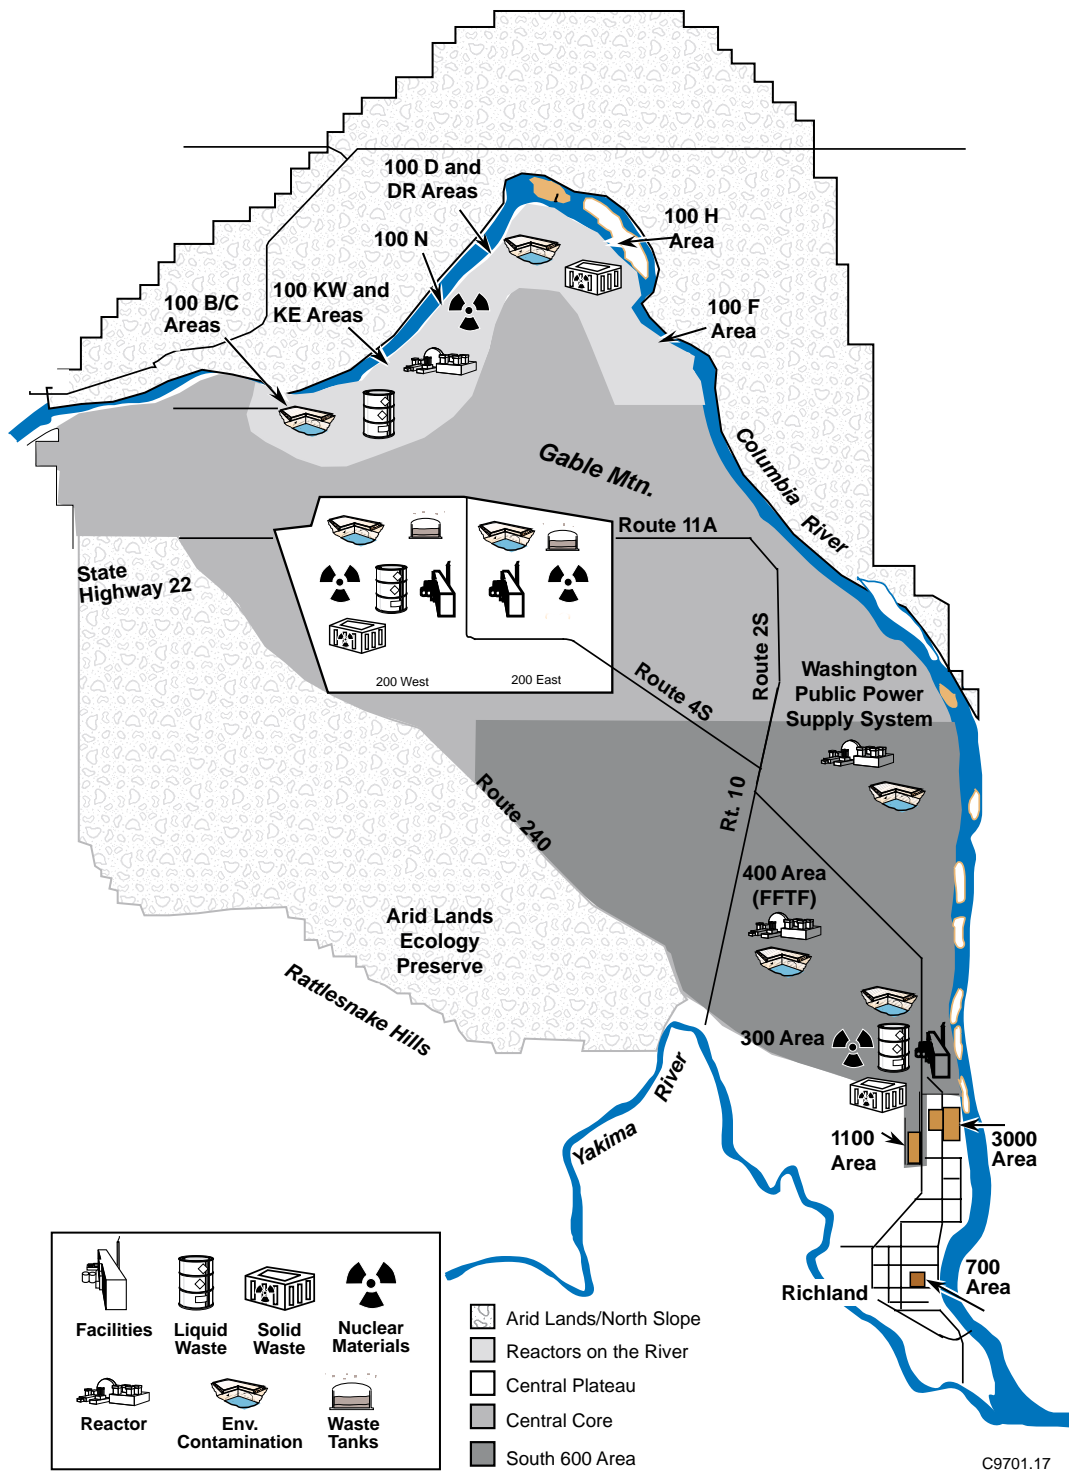 100 D and
DR Areas
100 H
Area
100 N
100 KW and
KE Areas
100 B/C
Areas
100 F
Area
Columbia River
Gable Mtn.
Route 11A
State
Highway 22
Route 2S
Route 4S
200 West
200 East
Washington
Public Power
Supply System
Rt. 10
Route 240
400 Area
(FFTF)
Arid Lands
Ecology
Preserve
Rattlesnake Hills
300 Area
Yakima River
1100
Area
3000
Area
700
Area
Richland
Facilities
Liquid
Waste
Solid
Waste
Nuclear
Materials
Reactor
Env.
Contamination
Waste
Tanks
Arid Lands/North Slope
Reactors on the River
Central Plateau
Central Core
South 600 Area
C9701.17